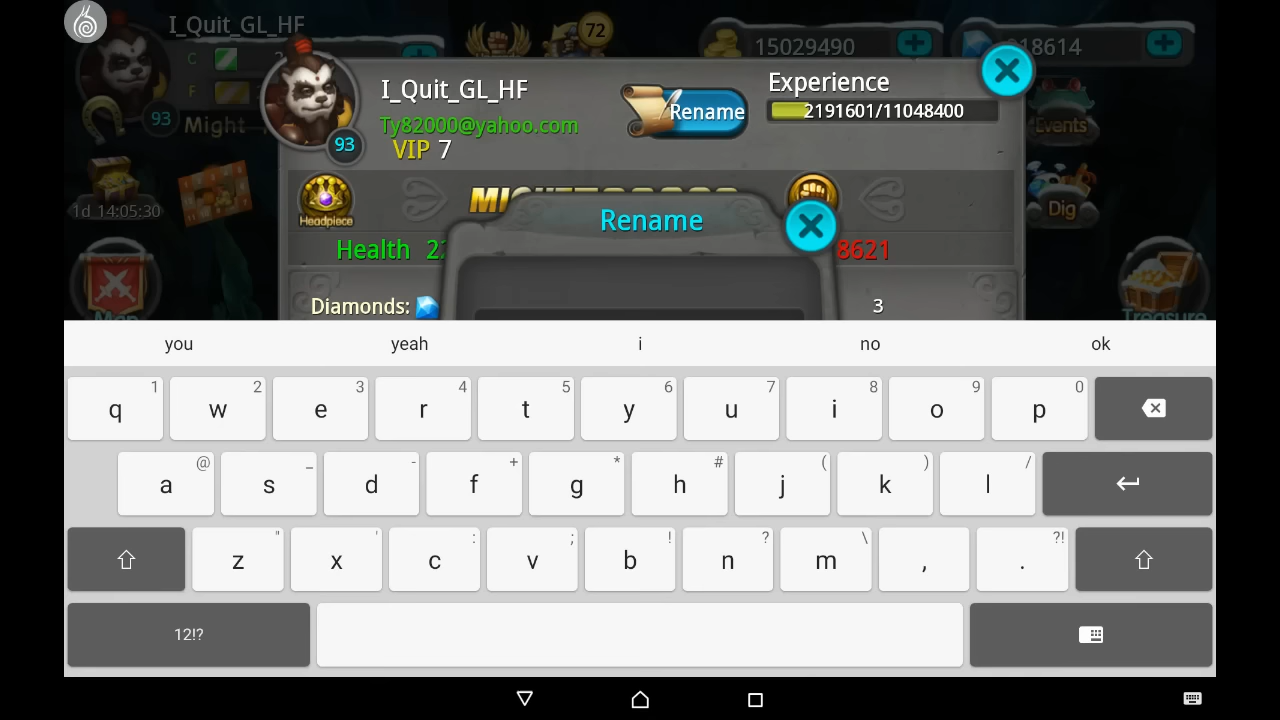 I_Quit_GL_HF
72
15029490
C
F
93
Might
I_Quit_GL_HF
Ty82000@yahoo.com
VIP 7
93
Rename
Experience
2191601/11048400
Events
1d 14:05:30
Dig
Headpiece
Rename
Health
8621
Diamonds:
3
Treasure
you yeah i no ok
q 1 w 2 e 3 r 4 t 5 y 6 u 7 i 8 o 9 p 0
a @ s _ d - f + g * h # j ( k ) l /
z " x ' c : v ; b ! n ? m \ , . ?!
12!?